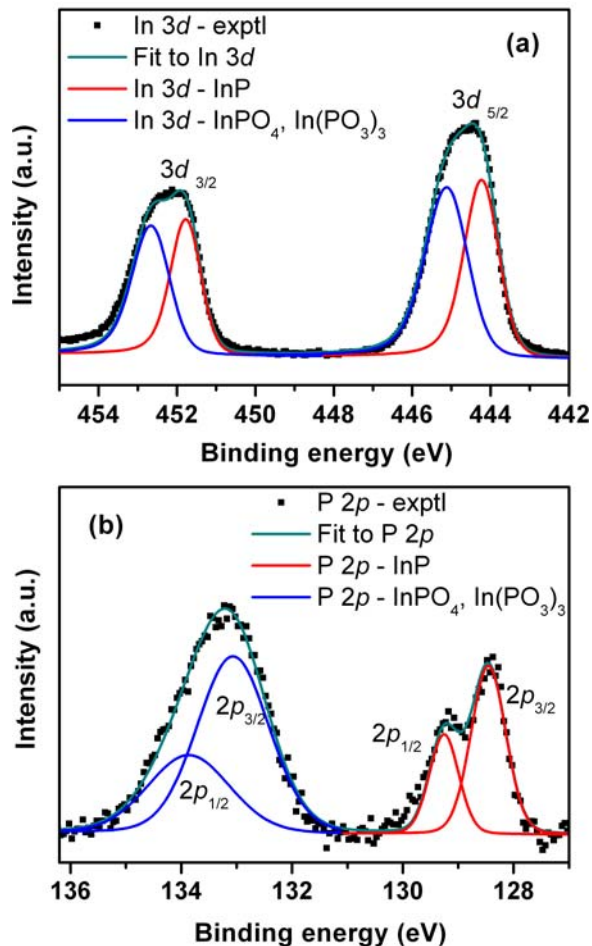 In 3d - exptl
(a)
Fit to In 3d
In 3d - InP
In 3d - InPO4, In(PO3)3
3d 5/2
3d 3/2
Intensity (a.u.)
454 452 450 448 446 444 442
Binding energy (eV)
(b)
P 2p - exptl
Fit to P 2p
P 2p - InP
P 2p - InPO4, In(PO3)3
2p3/2
2p1/2
2p3/2
2p1/2
Intensity (a.u.)
136 134 132 130 128
Binding energy (eV)